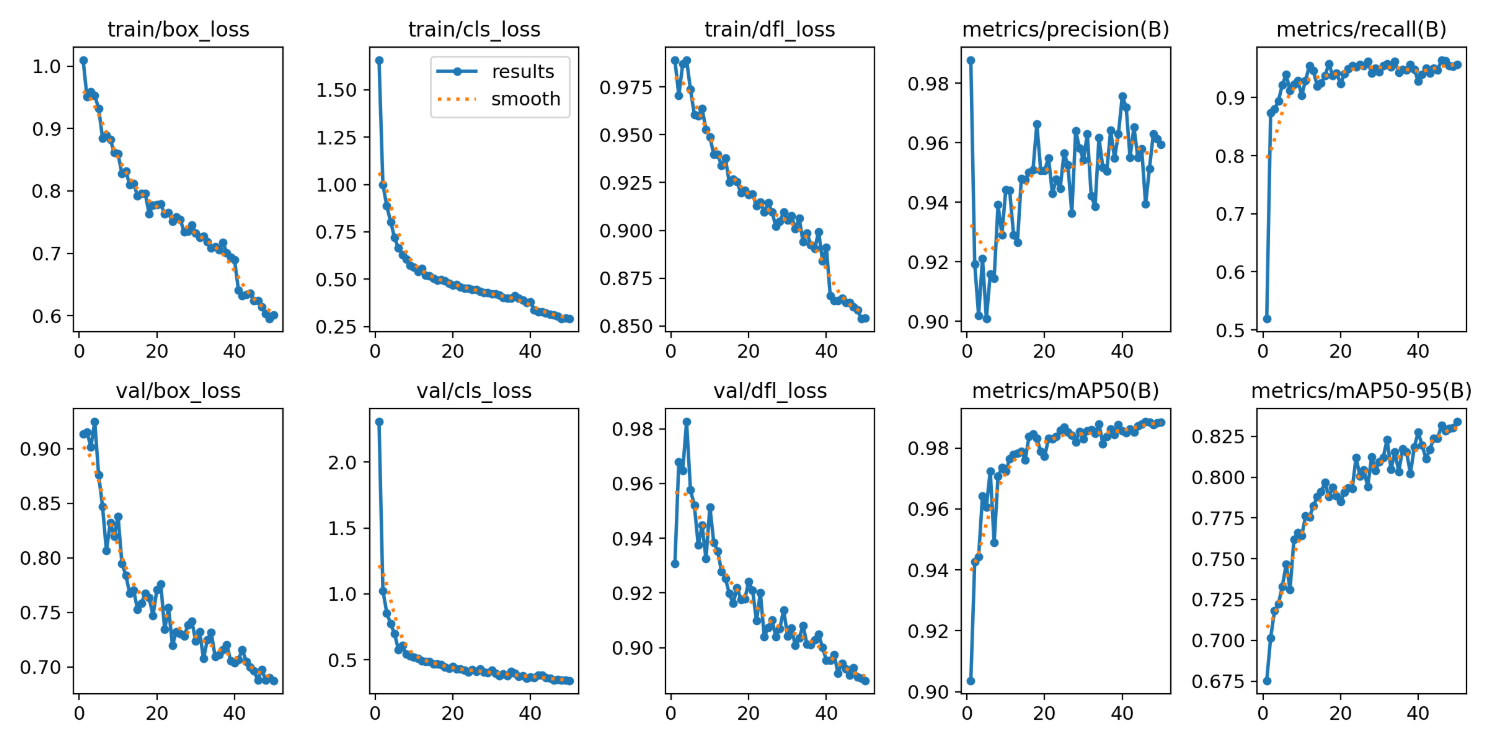 train/box_loss
train/cls_loss
train/dfl_loss
metrics/precision(B)
metrics/recall(B)
1.0
0.9
0.8
0.7
0.6
0 20 40
results
smooth
1.50
1.25
1.00
0.75
0.50
0.25
0 20 40
0.975
0.950
0.925
0.900
0.875
0.850
0 20 40
0.98
0.96
0.94
0.92
0.90
0 20 40
0.9
0.8
0.7
0.6
0.5
0 20 40
val/box_loss
val/cls_loss
val/dfl_loss
metrics/mAP50(B)
metrics/mAP50-95(B)
0.90
0.85
0.80
0.75
0.70
0 20 40
2.0
1.5
1.0
0.5
0 20 40
0.98
0.96
0.94
0.92
0.90
0 20 40
0.98
0.96
0.94
0.92
0.90
0 20 40
0.825
0.800
0.775
0.750
0.725
0.700
0.675
0 20 40